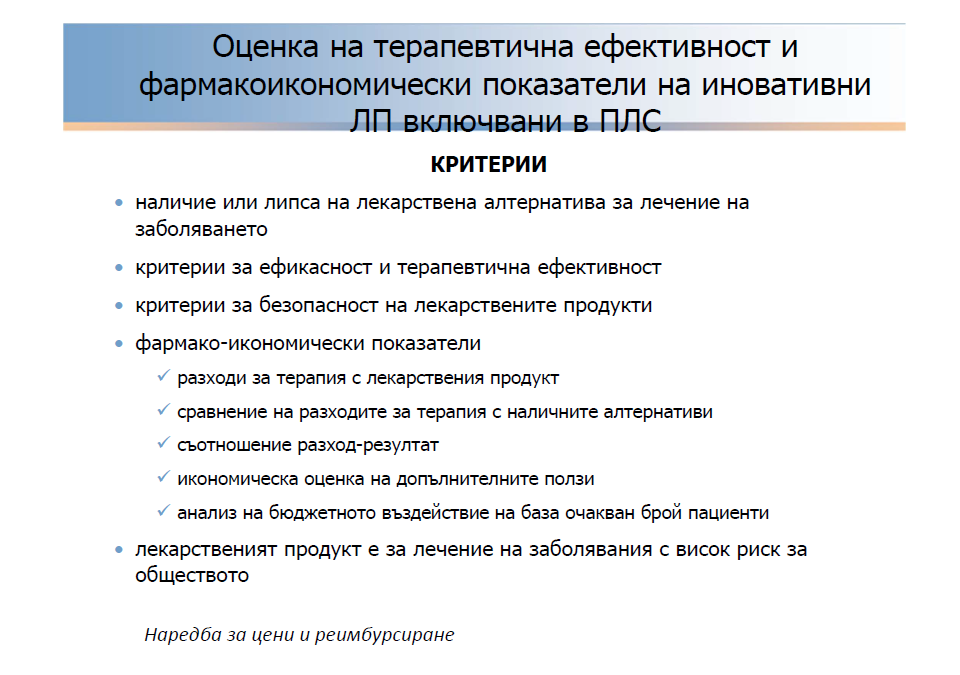 Оценка на терапевтична ефективност и
фармакоикономически показатели на иновативни
ЛП включвани в ПЛС
КРИТЕРИИ
• наличие или липса на лекарствена алтернатива за лечение на
заболяването
• критерии за ефикасност и терапевтична ефективност
• критерии за безопасност на лекарствените продукти
• фармако-икономически показатели
✓ разходи за терапия с лекарствения продукт
✓ сравнение на разходите за терапия с наличните алтернативи
✓ съотношение разход-резултат
✓ икономическа оценка на допълнителните ползи
✓ анализ на бюджетното въздействие на база очакван брой пациенти
• лекарственият продукт е за лечение на заболявания с висок риск за
обществото
Наредба за цени и реимбурсиране